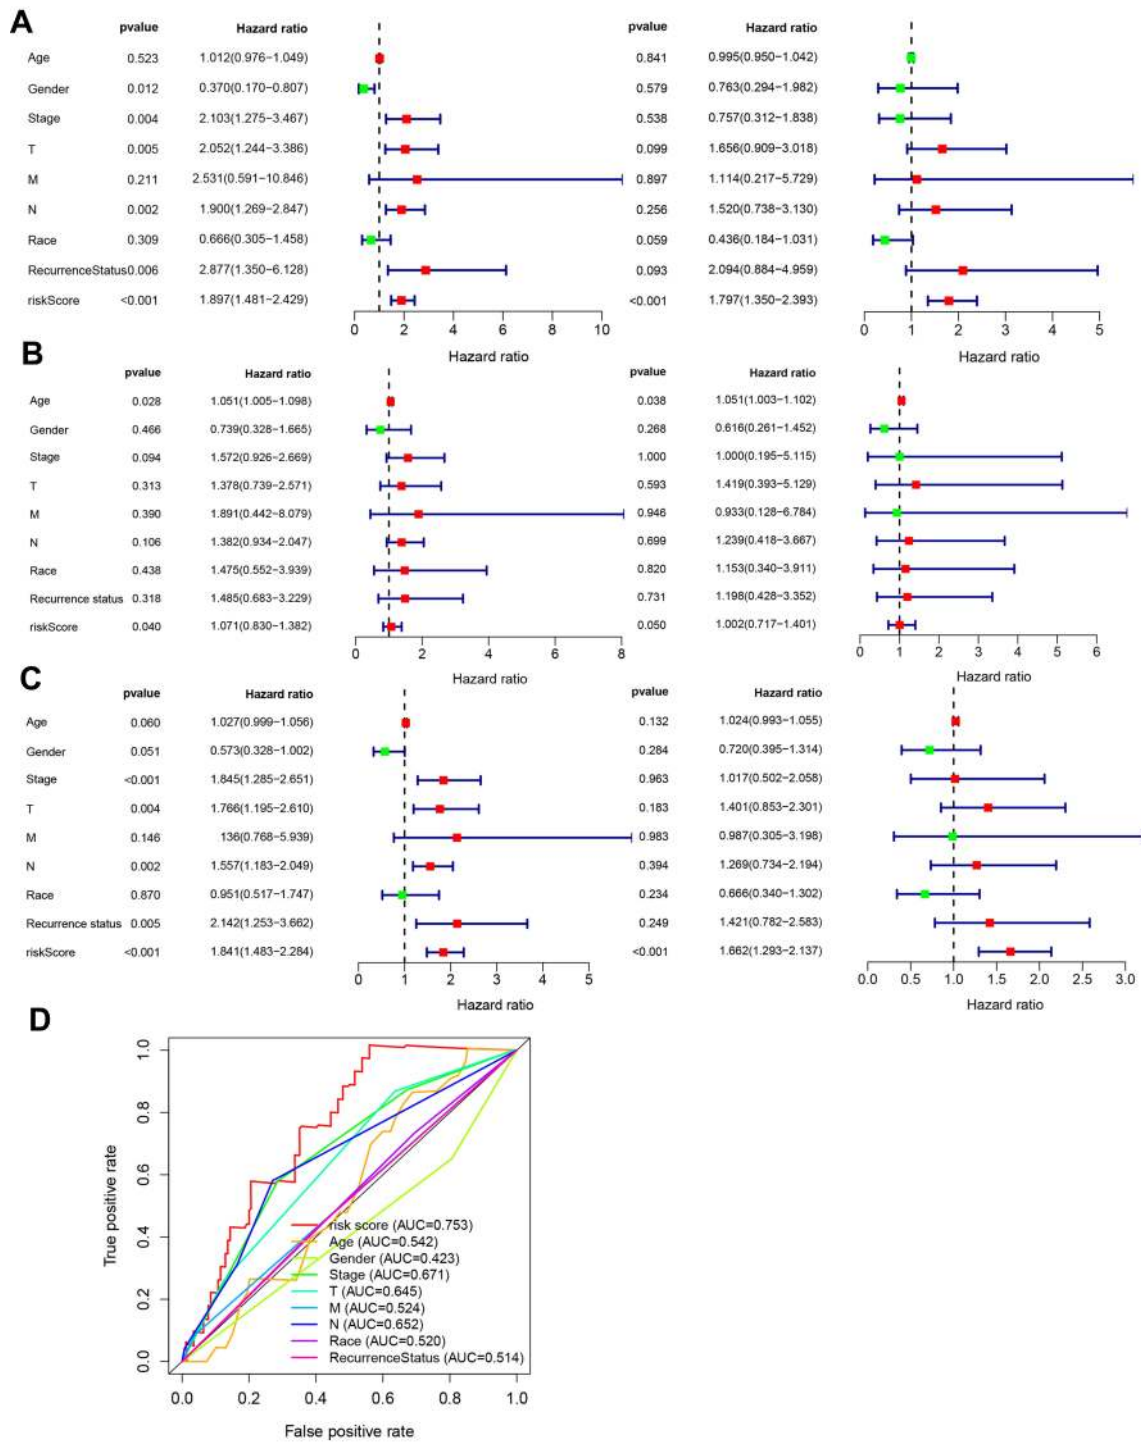 A
pvalue Hazard ratio pvalue Hazard ratio
Age 0.523 1.012(0.976−1.049) 0.841 0.995(0.950−1.042)
Gender 0.012 0.370(0.170−0.807) 0.579 0.763(0.294−1.982)
Stage 0.004 2.103(1.275−3.467) 0.538 0.757(0.312−1.838)
T 0.005 2.052(1.244−3.386) 0.099 1.656(0.909−3.018)
M 0.211 2.531(0.591−10.846) 0.897 1.114(0.217−5.729)
N 0.002 1.900(1.269−2.847) 0.256 1.520(0.738−3.130)
Race 0.309 0.666(0.305−1.458) 0.059 0.436(0.184−1.031)
RecurrenceStatus0.006 2.877(1.350−6.128) 0.093 2.094(0.884−4.959)
riskScore <0.001 1.897(1.481−2.429) <0.001 1.797(1.350−2.393)
0 2 4 6 8 10 0 1 2 3 4 5
Hazard ratio Hazard ratio
B
pvalue Hazard ratio pvalue Hazard ratio
Age 0.028 1.051(1.005−1.098) 0.038 1.051(1.003−1.102)
Gender 0.466 0.739(0.328−1.665) 0.268 0.616(0.261−1.452)
Stage 0.094 1.572(0.926−2.669) 1.000 1.000(0.195−5.115)
T 0.313 1.378(0.739−2.571) 0.593 1.419(0.393−5.129)
M 0.390 1.891(0.442−8.079) 0.946 0.933(0.128−6.784)
N 0.106 1.382(0.934−2.047) 0.699 1.239(0.418−3.667)
Race 0.438 1.475(0.552−3.939) 0.820 1.153(0.340−3.911)
Recurrence status 0.318 1.485(0.683−3.229) 0.731 1.198(0.428−3.352)
riskScore 0.040 1.071(0.830−1.382) 0.050 1.002(0.717−1.401)
0 2 4 6 8 0 1 2 3 4 5 6
Hazard ratio Hazard ratio
C
pvalue Hazard ratio pvalue Hazard ratio
Age 0.060 1.027(0.999−1.056) 0.132 1.024(0.993−1.055)
Gender 0.051 0.573(0.328−1.002) 0.284 0.720(0.395−1.314)
Stage <0.001 1.845(1.285−2.651) 0.963 1.017(0.502−2.058)
T 0.004 1.766(1.195−2.610) 0.183 1.401(0.853−2.301)
M 0.146 136(0.768−5.939) 0.983 0.987(0.305−3.198)
N 0.002 1.557(1.183−2.049) 0.394 1.269(0.734−2.194)
Race 0.870 0.951(0.517−1.747) 0.234 0.666(0.340−1.302)
Recurrence status 0.005 2.142(1.253−3.662) 0.249 1.421(0.782−2.583)
riskScore <0.001 1.841(1.483−2.284) <0.001 1.662(1.293−2.137)
0 1 2 3 4 5 0.0 0.5 1.0 1.5 2.0 2.5 3.0
Hazard ratio Hazard ratio
D
True positive rate
1.0
0.8
0.6
0.4
0.2
0.0
risk score (AUC=0.753)
Age (AUC=0.542)
Gender (AUC=0.423)
Stage (AUC=0.671)
T (AUC=0.645)
M (AUC=0.524)
N (AUC=0.652)
Race (AUC=0.520)
RecurrenceStatus (AUC=0.514)
0.0 0.2 0.4 0.6 0.8 1.0
False positive rate